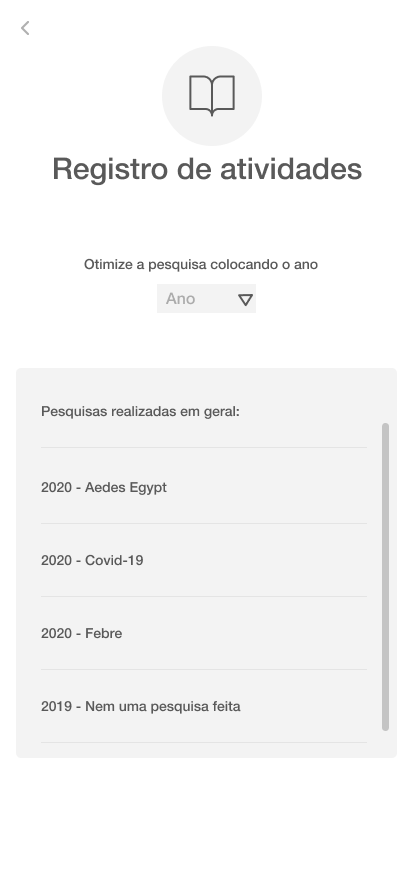 Registro de atividades
Otimize a pesquisa colocando o ano
Ano
Pesquisas realizadas em geral:
2020 - Aedes Egypt
2020 - Covid-19
2020 - Febre
2019 - Nem uma pesquisa feita